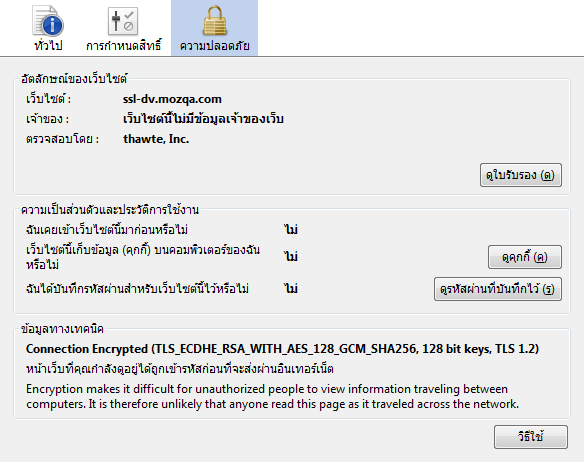 ทั่วไป การกำหนดสิทธิ์ ความปลอดภัย
อัตลักษณ์ของเว็บไซต์
เว็บไซต์ : ssl-dv.mozqa.com
เจ้าของ : เว็บไซต์นี้ไม่มีข้อมูลเจ้าของเว็บ
ตรวจสอบโดย : thawte, Inc.
ดูใบรับรอง (ด)
ความเป็นส่วนตัวและประวัติการใช้งาน
ฉันเคยเข้าเว็บไซต์นี้มาก่อนหรือไม่ ไม่
เว็บไซต์นี้เก็บข้อมูล (คุกกี้) บนคอมพิวเตอร์ของฉัน
หรือไม่ ไม่ ดูคุกกี้ (ค)
ฉันได้บันทึกรหัสผ่านสำหรับเว็บไซต์นี้ไว้หรือไม่ ไม่ ดูรหัสผ่านที่บันทึกไว้ (ร)
ข้อมูลทางเทคนิค
Connection Encrypted (TLS_ECDHE_RSA_WITH_AES_128_GCM_SHA256, 128 bit keys, TLS 1.2)
หน้าเว็บที่คุณกำลังดูอยู่ได้ถูกเข้ารหัสก่อนที่จะส่งผ่านอินเทอร์เน็ต
Encryption makes it difficult for unauthorized people to view information traveling between
computers. It is therefore unlikely that anyone read this page as it traveled across the network.
วิธีใช้